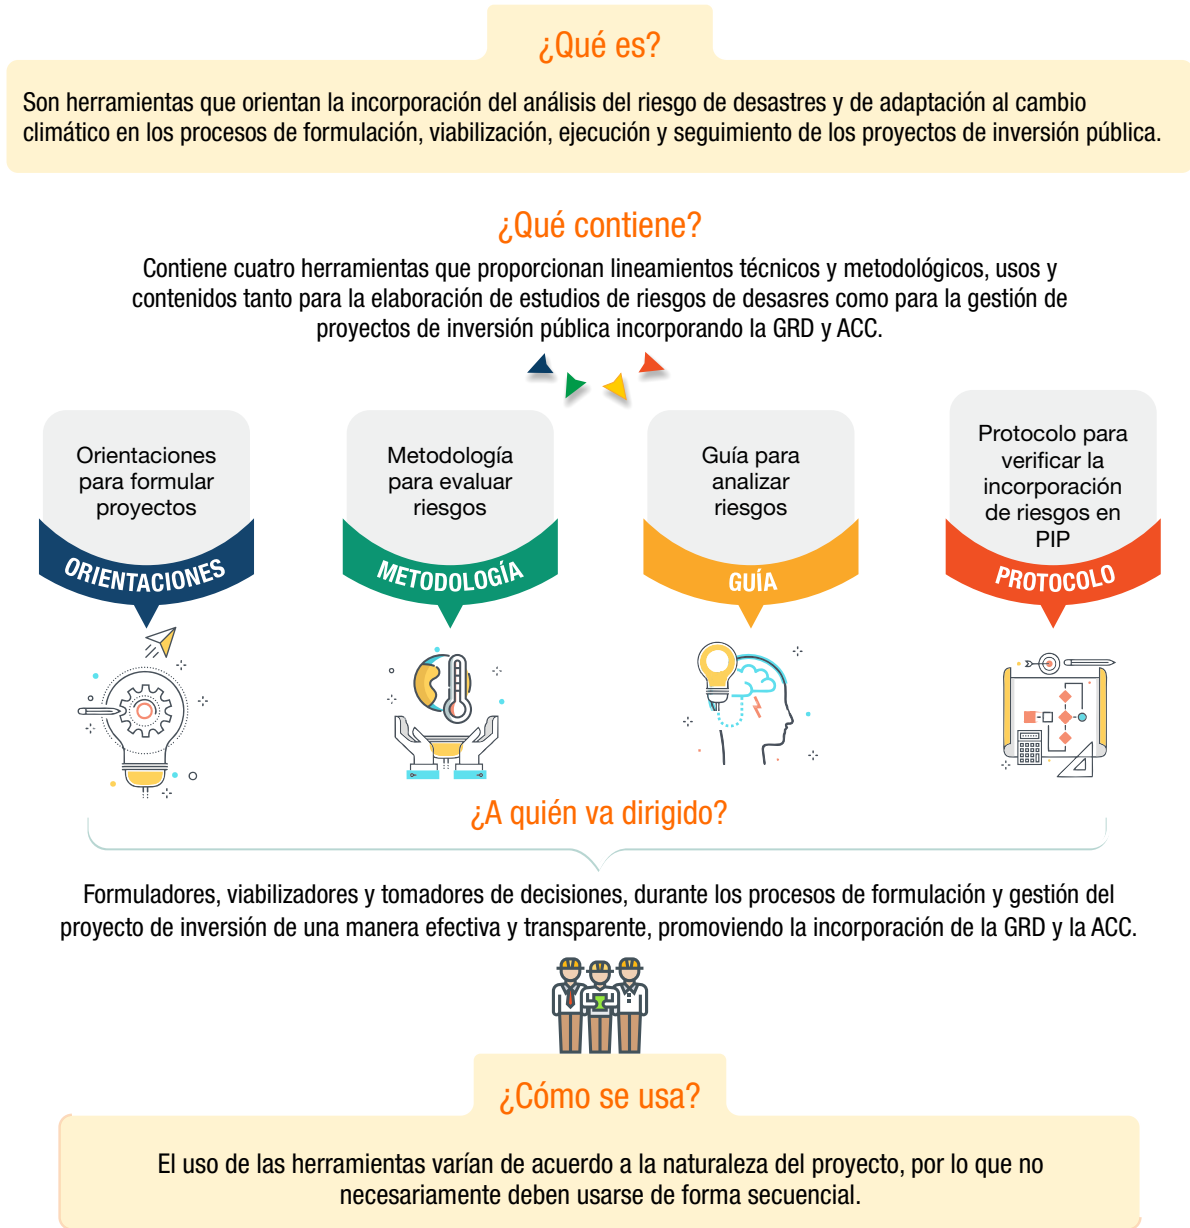 ¿Qué es?
Son herramientas que orientan la incorporación del análisis del riesgo de desastres y de adaptación al cambio
climático en los procesos de formulación, viabilización, ejecución y seguimiento de los proyectos de inversión pública.
¿Qué contiene?
Contiene cuatro herramientas que proporcionan lineamientos técnicos y metodológicos, usos y
contenidos tanto para la elaboración de estudios de riesgos de desasres como para la gestión de
proyectos de inversión pública incorporando la GRD y ACC.
Orientaciones
para formular
proyectos
ORIENTACIONES
Metodología
para evaluar
riesgos
METODOLOGÍA
Guía para
analizar
riesgos
GUÍA
Protocolo para
verificar la
incorporación
de riesgos en
PIP
PROTOCOLO
¿A quién va dirigido?
Formuladores, viabilizadores y tomadores de decisiones, durante los procesos de formulación y gestión del
proyecto de inversión de una manera efectiva y transparente, promoviendo la incorporación de la GRD y la ACC.
¿Cómo se usa?
El uso de las herramientas varían de acuerdo a la naturaleza del proyecto, por lo que no
necesariamente deben usarse de forma secuencial.